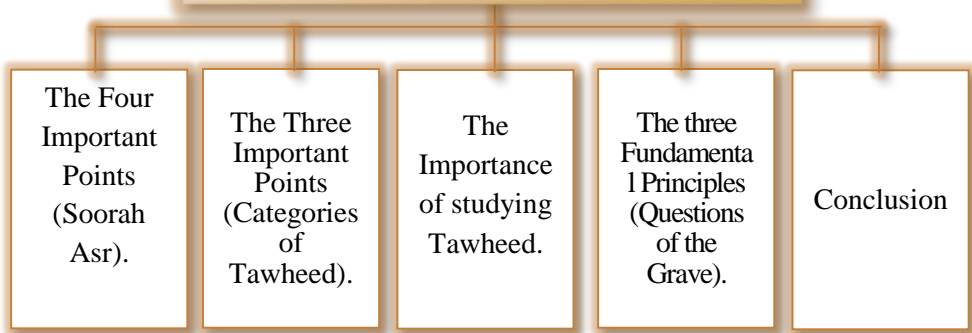 The Four
Important
Points
(Soorah
Asr).
The Three
Important
Points
(Categories
of
Tawheed).
The
Importance
of studying
Tawheed.
The three
Fundamenta
l Principles
(Questions
of the
Grave).
Conclusion